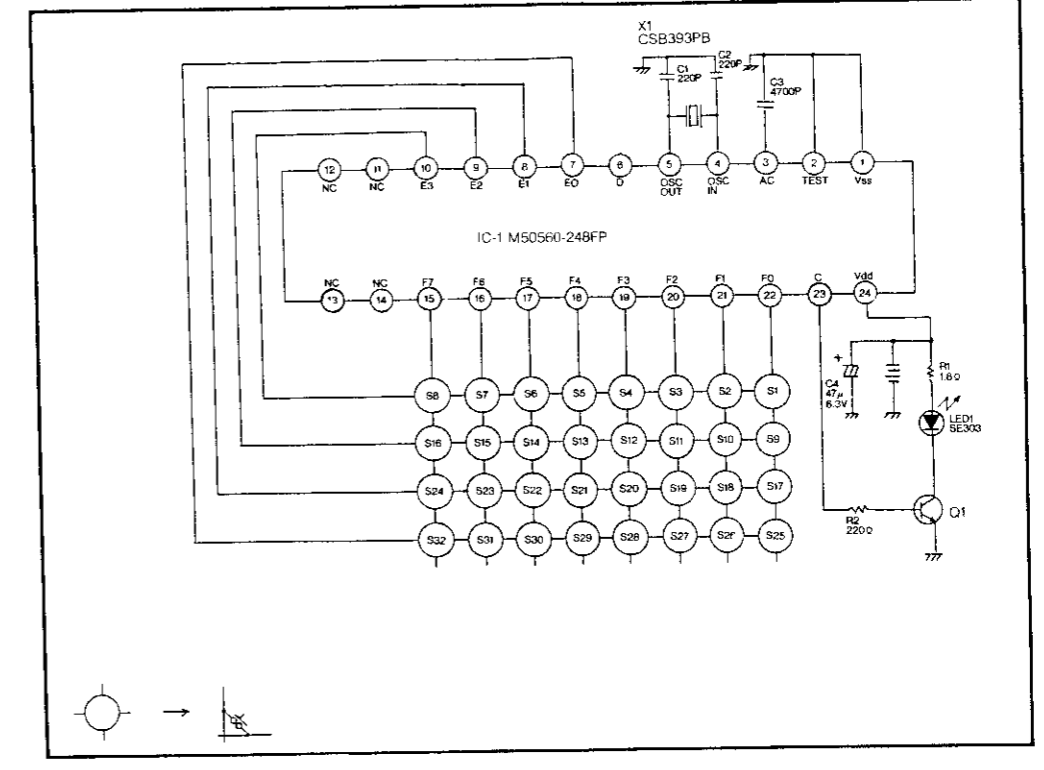 X1
CSB393PB
C1
220P
C2
220P
C3
4700P
12 11 10 9 8 7 6 5 4 3 2 1
NC NC E3 E2 E1 E0 D OSC OUT OSC IN AC TEST Vss
IC-1 M50560-248FP
NC NC F7 F6 F5 F4 F3 F2 F1 F0 C Vdd
13 14 15 16 17 18 19 20 21 22 23 24
S8 S7 S6 S5 S4 S3 S2 S1
S16 S15 S14 S13 S12 S11 S10 S9
S24 S23 S22 S21 S20 S19 S18 S17
S32 S31 S30 S29 S28 S27 S26 S25
+
C4
47μ
6.3V
R1
1.8Ω
LED1
SE303
Q1
R2
220Ω